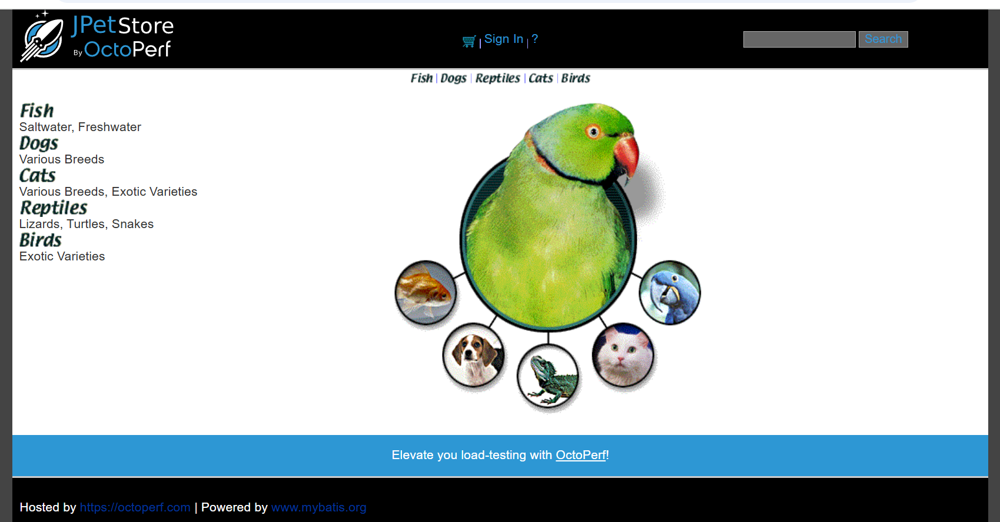 JPetStore
By OctoPerf
Sign In | ?
Search
Fish | Dogs | Reptiles | Cats | Birds
Fish
Saltwater, Freshwater
Dogs
Various Breeds
Cats
Various Breeds, Exotic Varieties
Reptiles
Lizards, Turtles, Snakes
Birds
Exotic Varieties
Elevate you load-testing with OctoPerf!
Hosted by https://octoperf.com | Powered by www.mybatis.org